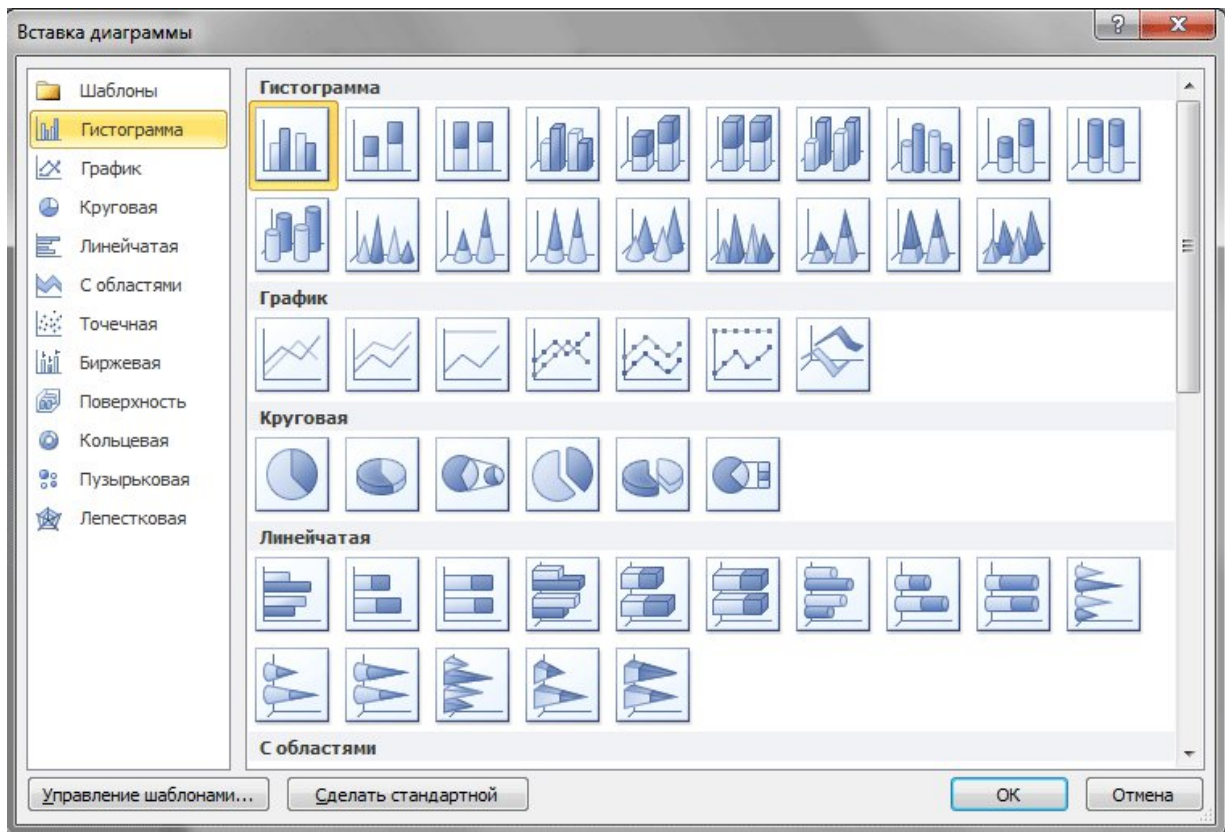 Вставка диаграммы
Шаблоны
Гистограмма
График
Круговая
Линейчатая
С областями
Точечная
Биржевая
Поверхность
Кольцевая
Пузырьковая
Лепестковая
Гистограмма
График
Круговая
Линейчатая
С областями
Управление шаблонами...
Сделать стандартной
ОК
Отмена